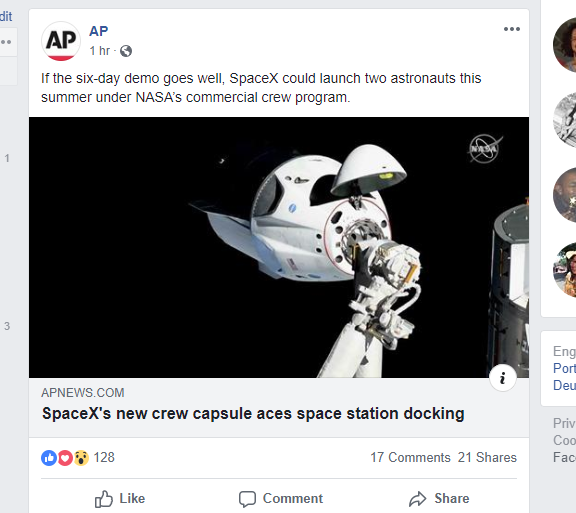 dit
AP
AP
1 hr
If the six-day demo goes well, SpaceX could launch two astronauts this
summer under NASA's commercial crew program.
NASA
1
3
i
APNEWS.COM
SpaceX's new crew capsule aces space station docking
128
17 Comments 21 Shares
Like
Comment
Share
Eng
Port
Deu
Priv
Coo
Fac